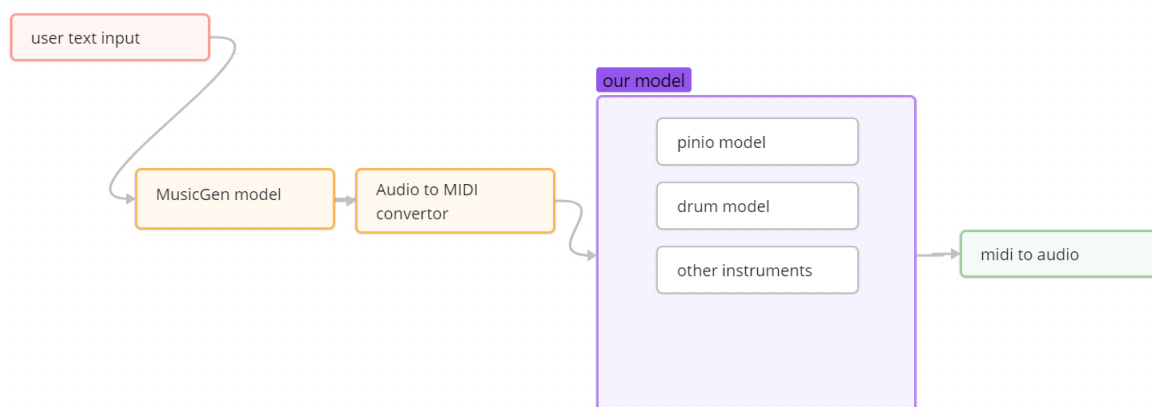 user text input
our model
pinio model
MusicGen model
Audio to MIDI
convertor
drum model
other instruments
midi to audio